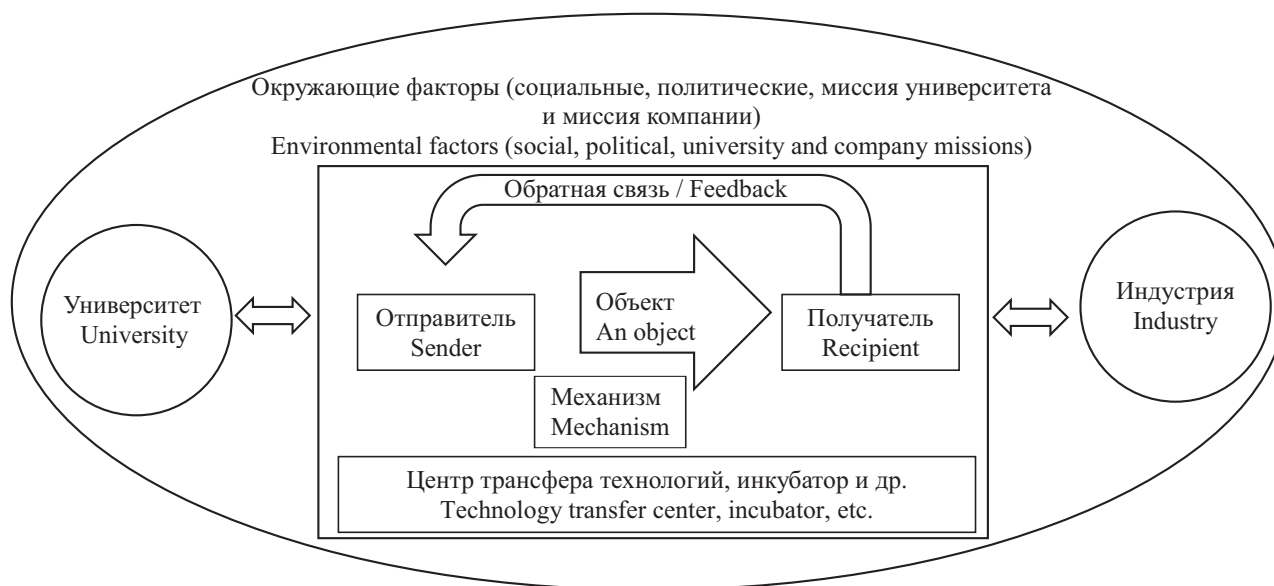 Окружающие факторы (социальные, политические, миссия университета
и миссия компании)
Environmental factors (social, political, university and company missions)
Обратная связь / Feedback
Университет
University
Отправитель
Sender
Объект
An object
Получатель
Recipient
Индустрия
Industry
Механизм
Mechanism
Центр трансфера технологий, инкубатор и др.
Technology transfer center, incubator, etc.